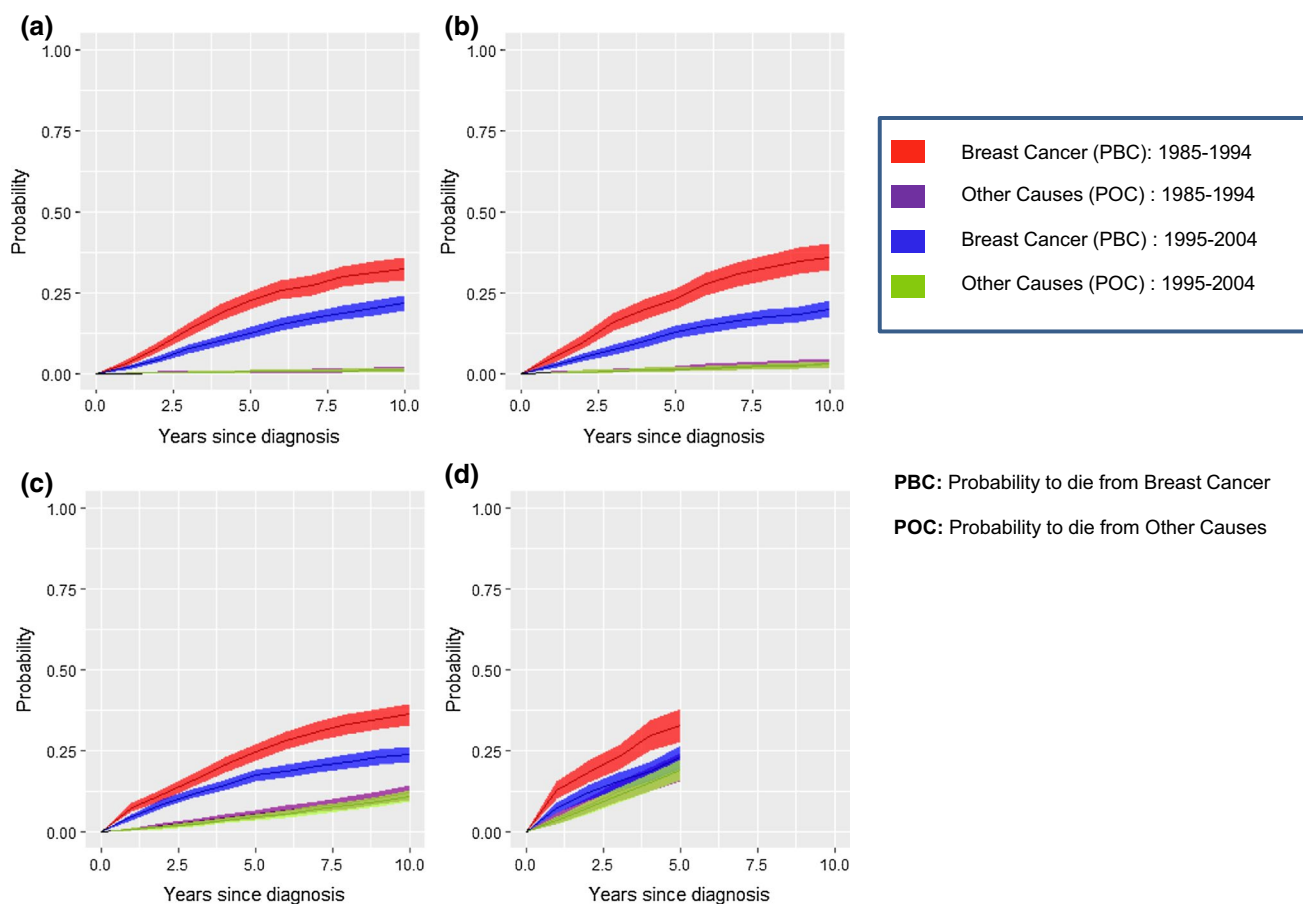 (a)
1.00
0.75
0.50
0.25
0.00
Probability
0.0 2.5 5.0 7.5 10.0
Years since diagnosis
(b)
1.00
0.75
0.50
0.25
0.00
Probability
0.0 2.5 5.0 7.5 10.0
Years since diagnosis
Breast Cancer (PBC): 1985-1994
Other Causes (POC) : 1985-1994
Breast Cancer (PBC) : 1995-2004
Other Causes (POC) : 1995-2004
(c)
1.00
0.75
0.50
0.25
0.00
Probability
0.0 2.5 5.0 7.5 10.0
Years since diagnosis
(d)
1.00
0.75
0.50
0.25
0.00
Probability
0.0 2.5 5.0 7.5 10.0
Years since diagnosis
PBC: Probability to die from Breast Cancer
POC: Probability to die from Other Causes